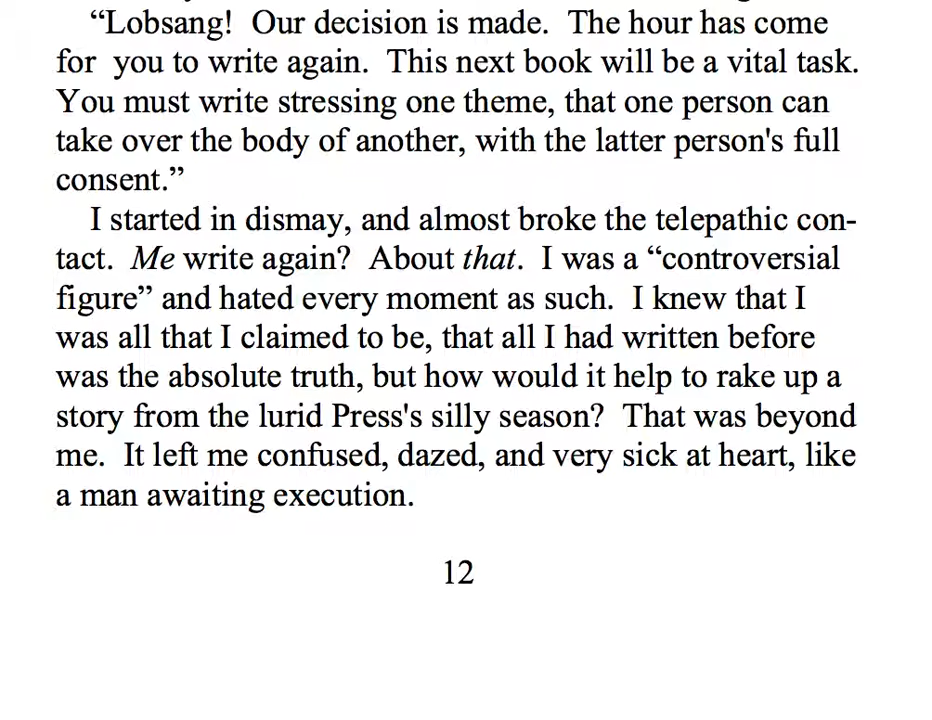 “Lobsang! Our decision is made. The hour has come
for you to write again. This next book will be a vital task.
You must write stressing one theme, that one person can
take over the body of another, with the latter person's full
consent.”
I started in dismay, and almost broke the telepathic con-
tact. Me write again? About that. I was a “controversial
figure” and hated every moment as such. I knew that I
was all that I claimed to be, that all I had written before
was the absolute truth, but how would it help to rake up a
story from the lurid Press's silly season? That was beyond
me. It left me confused, dazed, and very sick at heart, like
a man awaiting execution.
12